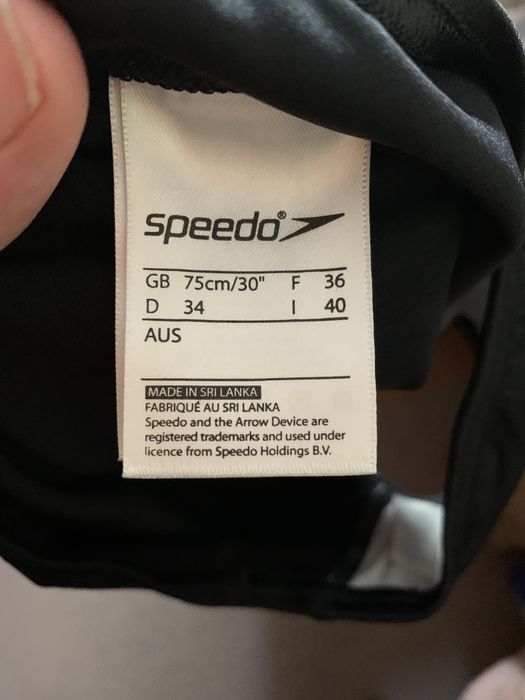 speedo®
GB 75cm/30" F 36
D 34 I 40
AUS
MADE IN SRI LANKA
FABRIQUÉ AU SRI LANKA
Speedo and the Arrow Device are
registered trademarks and used under
licence from Speedo Holdings B.V.